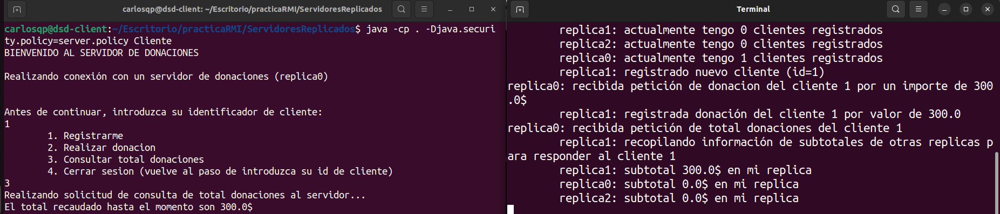 carlosqp@dsd-client: ~/Escritorio/practicaRMI/ServidoresReplicados
carlosqp@dsd-client:~/Escritorio/practicaRMI/ServidoresReplicados$ java -cp . -Djava.securi
ty.policy=server.policy Cliente
BIENVENIDO AL SERVIDOR DE DONACIONES
Realizando conexión con un servidor de donaciones (replica0)
Antes de continuar, introduzca su identificador de cliente:
1
1. Registrarme
2. Realizar donacion
3. Consultar total donaciones
4. Cerrar sesion (vuelve al paso de introduzca su id de cliente)
3
Realizando solicitud de consulta de total donaciones al servidor...
El total recaudado hasta el momento son 300.0$
Terminal
replica1: actualmente tengo 0 clientes registrados
replica2: actualmente tengo 0 clientes registrados
replica0: actualmente tengo 1 clientes registrados
replica1: registrado nuevo cliente (id=1)
replica0: recibida petición de donacion del cliente 1 por un importe de 300
.0$
replica1: registrada donación del cliente 1 por valor de 300.0
replica0: recibida petición de total donaciones del cliente 1
replica1: recopilando información de subtotales de otras replicas p
ara responder al cliente 1
replica1: subtotal 300.0$ en mi replica
replica0: subtotal 0.0$ en mi replica
replica2: subtotal 0.0$ en mi replica